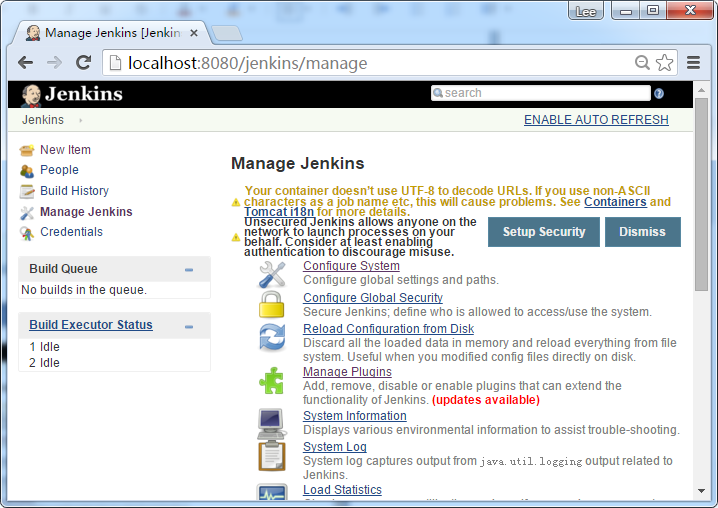 Lee
Manage Jenkins [Jenkin
localhost:8080/jenkins/manage
Jenkins
search
Jenkins
ENABLE AUTO REFRESH
New Item
People
Build History
Manage Jenkins
Credentials
Build Queue
No builds in the queue.
Build Executor Status
1 Idle
2 Idle
Manage Jenkins
Your container doesn't use UTF-8 to decode URLs. If you use non-ASCII
characters as a job name etc, this will cause problems. See Containers and
Tomcat i18n for more details.
Unsecured Jenkins allows anyone on the
network to launch processes on your
behalf. Consider at least enabling
authentication to discourage misuse.
Setup Security
Dismiss
Configure System
Configure global settings and paths.
Configure Global Security
Secure Jenkins; define who is allowed to access/use the system.
Reload Configuration from Disk
Discard all the loaded data in memory and reload everything from file
system. Useful when you modified config files directly on disk.
Manage Plugins
Add, remove, disable or enable plugins that can extend the
functionality of Jenkins. (updates available)
System Information
Displays various environmental information to assist trouble-shooting.
System Log
System log captures output from java.util.logging output related to
Jenkins.
Load Statistics